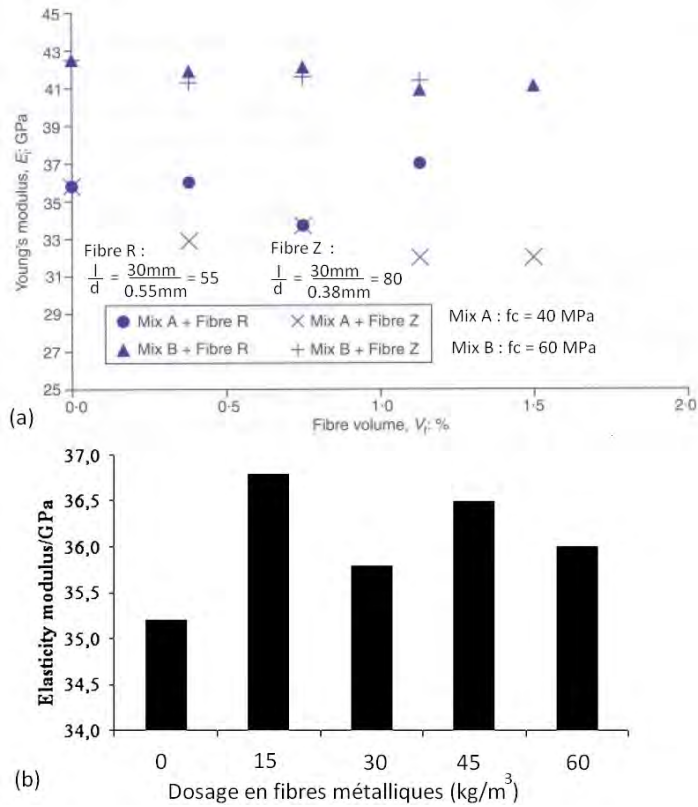 45
43
41
39
37
35
33
31
29
27
25
Young's modulus, Ei: GPa
Fibre R :
l/d = 30mm/0.55mm = 55
Fibre Z :
l/d = 30mm/0.38mm = 80
Mix A + Fibre R
Mix A + Fibre Z
Mix B + Fibre R
Mix B + Fibre Z
Mix A : fc = 40 MPa
Mix B : fc = 60 MPa
0·0
0·5
1·0
1·5
2·0
Fibre volume, Vf: %
(a)
37,0
36,5
36,0
35,5
35,0
34,5
34,0
Elasticity modulus/GPa
0
15
30
45
60
Dosage en fibres métalliques (kg/m³)
(b)